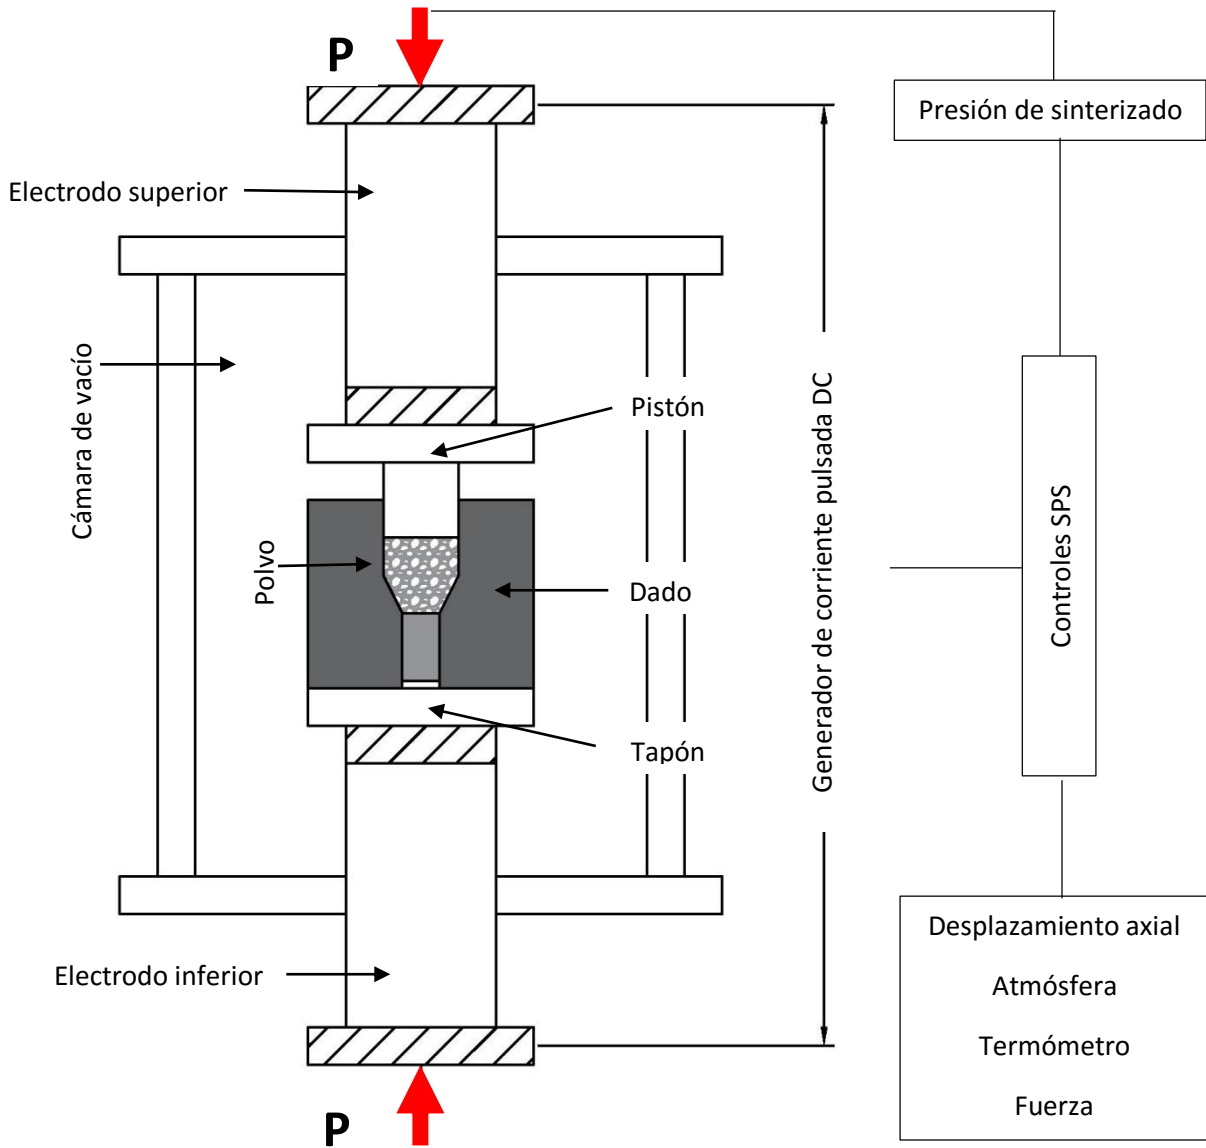 P
Presión de sinterizado
Electrodo superior
Cámara de vacío
Pistón
Generador de corriente pulsada DC
Controles SPS
Polvo
Dado
Tapón
Desplazamiento axial
Electrodo inferior
Atmósfera
Termómetro
Fuerza
P